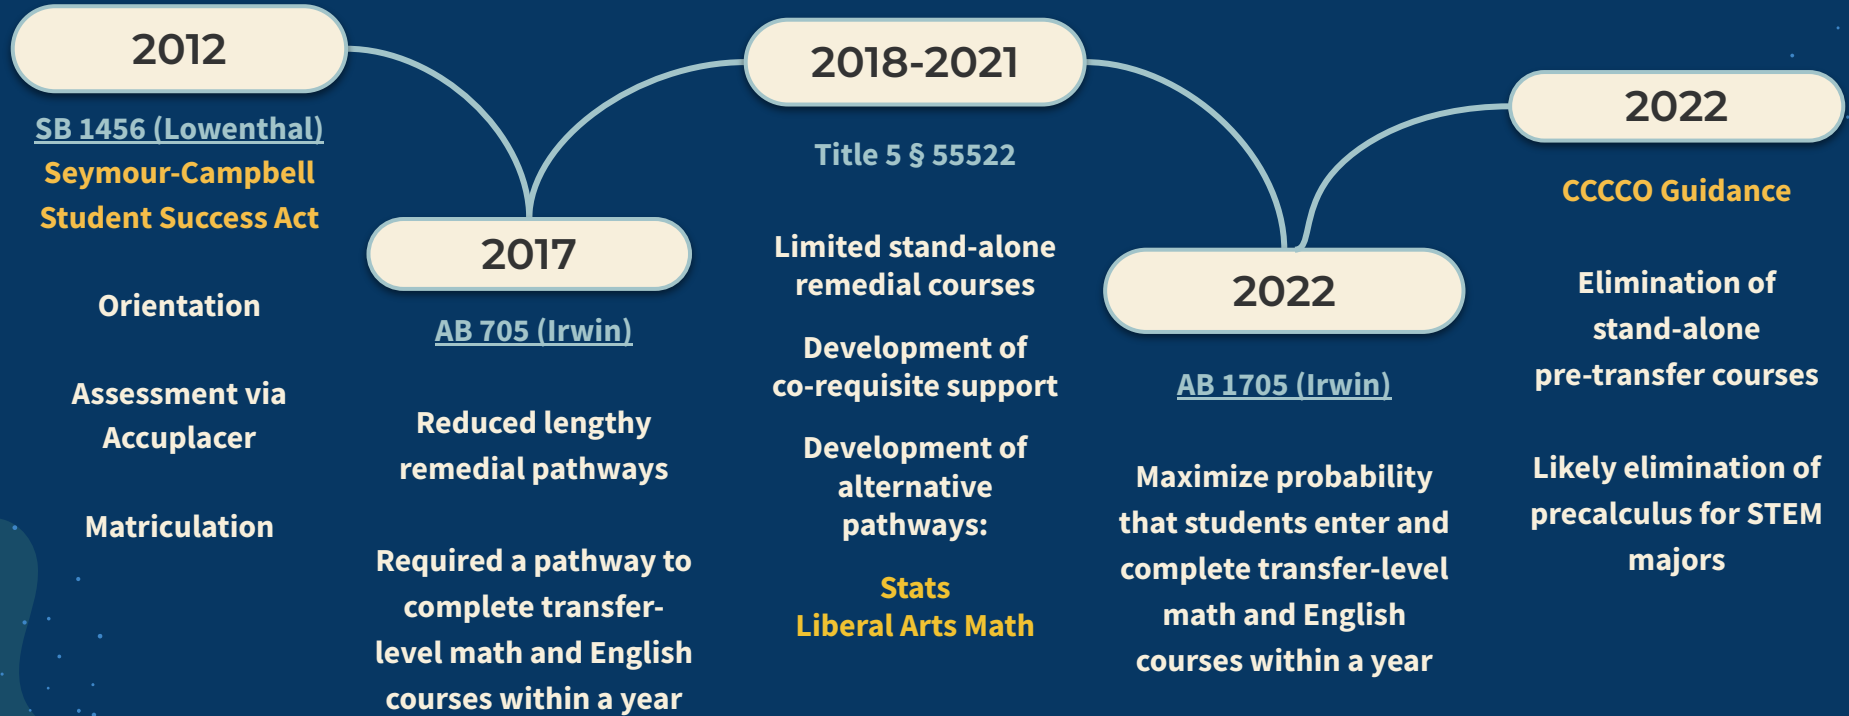 2012
SB 1456 (Lowenthal)
Seymour-Campbell
Student Success Act
Orientation
Assessment via
Accuplacer
Matriculation
2017
AB 705 (Irwin)
Reduced lengthy
remedial pathways
Required a pathway to
complete transfer-
level math and English
courses within a year
2018-2021
Title 5 § 55522
Limited stand-alone
remedial courses
Development of
co-requisite support
Development of
alternative
pathways:
Stats
Liberal Arts Math
2022
AB 1705 (Irwin)
Maximize probability
that students enter and
complete transfer-level
math and English
courses within a year
2022
CCCCO Guidance
Elimination of
stand-alone
pre-transfer courses
Likely elimination of
precalculus for STEM
majors